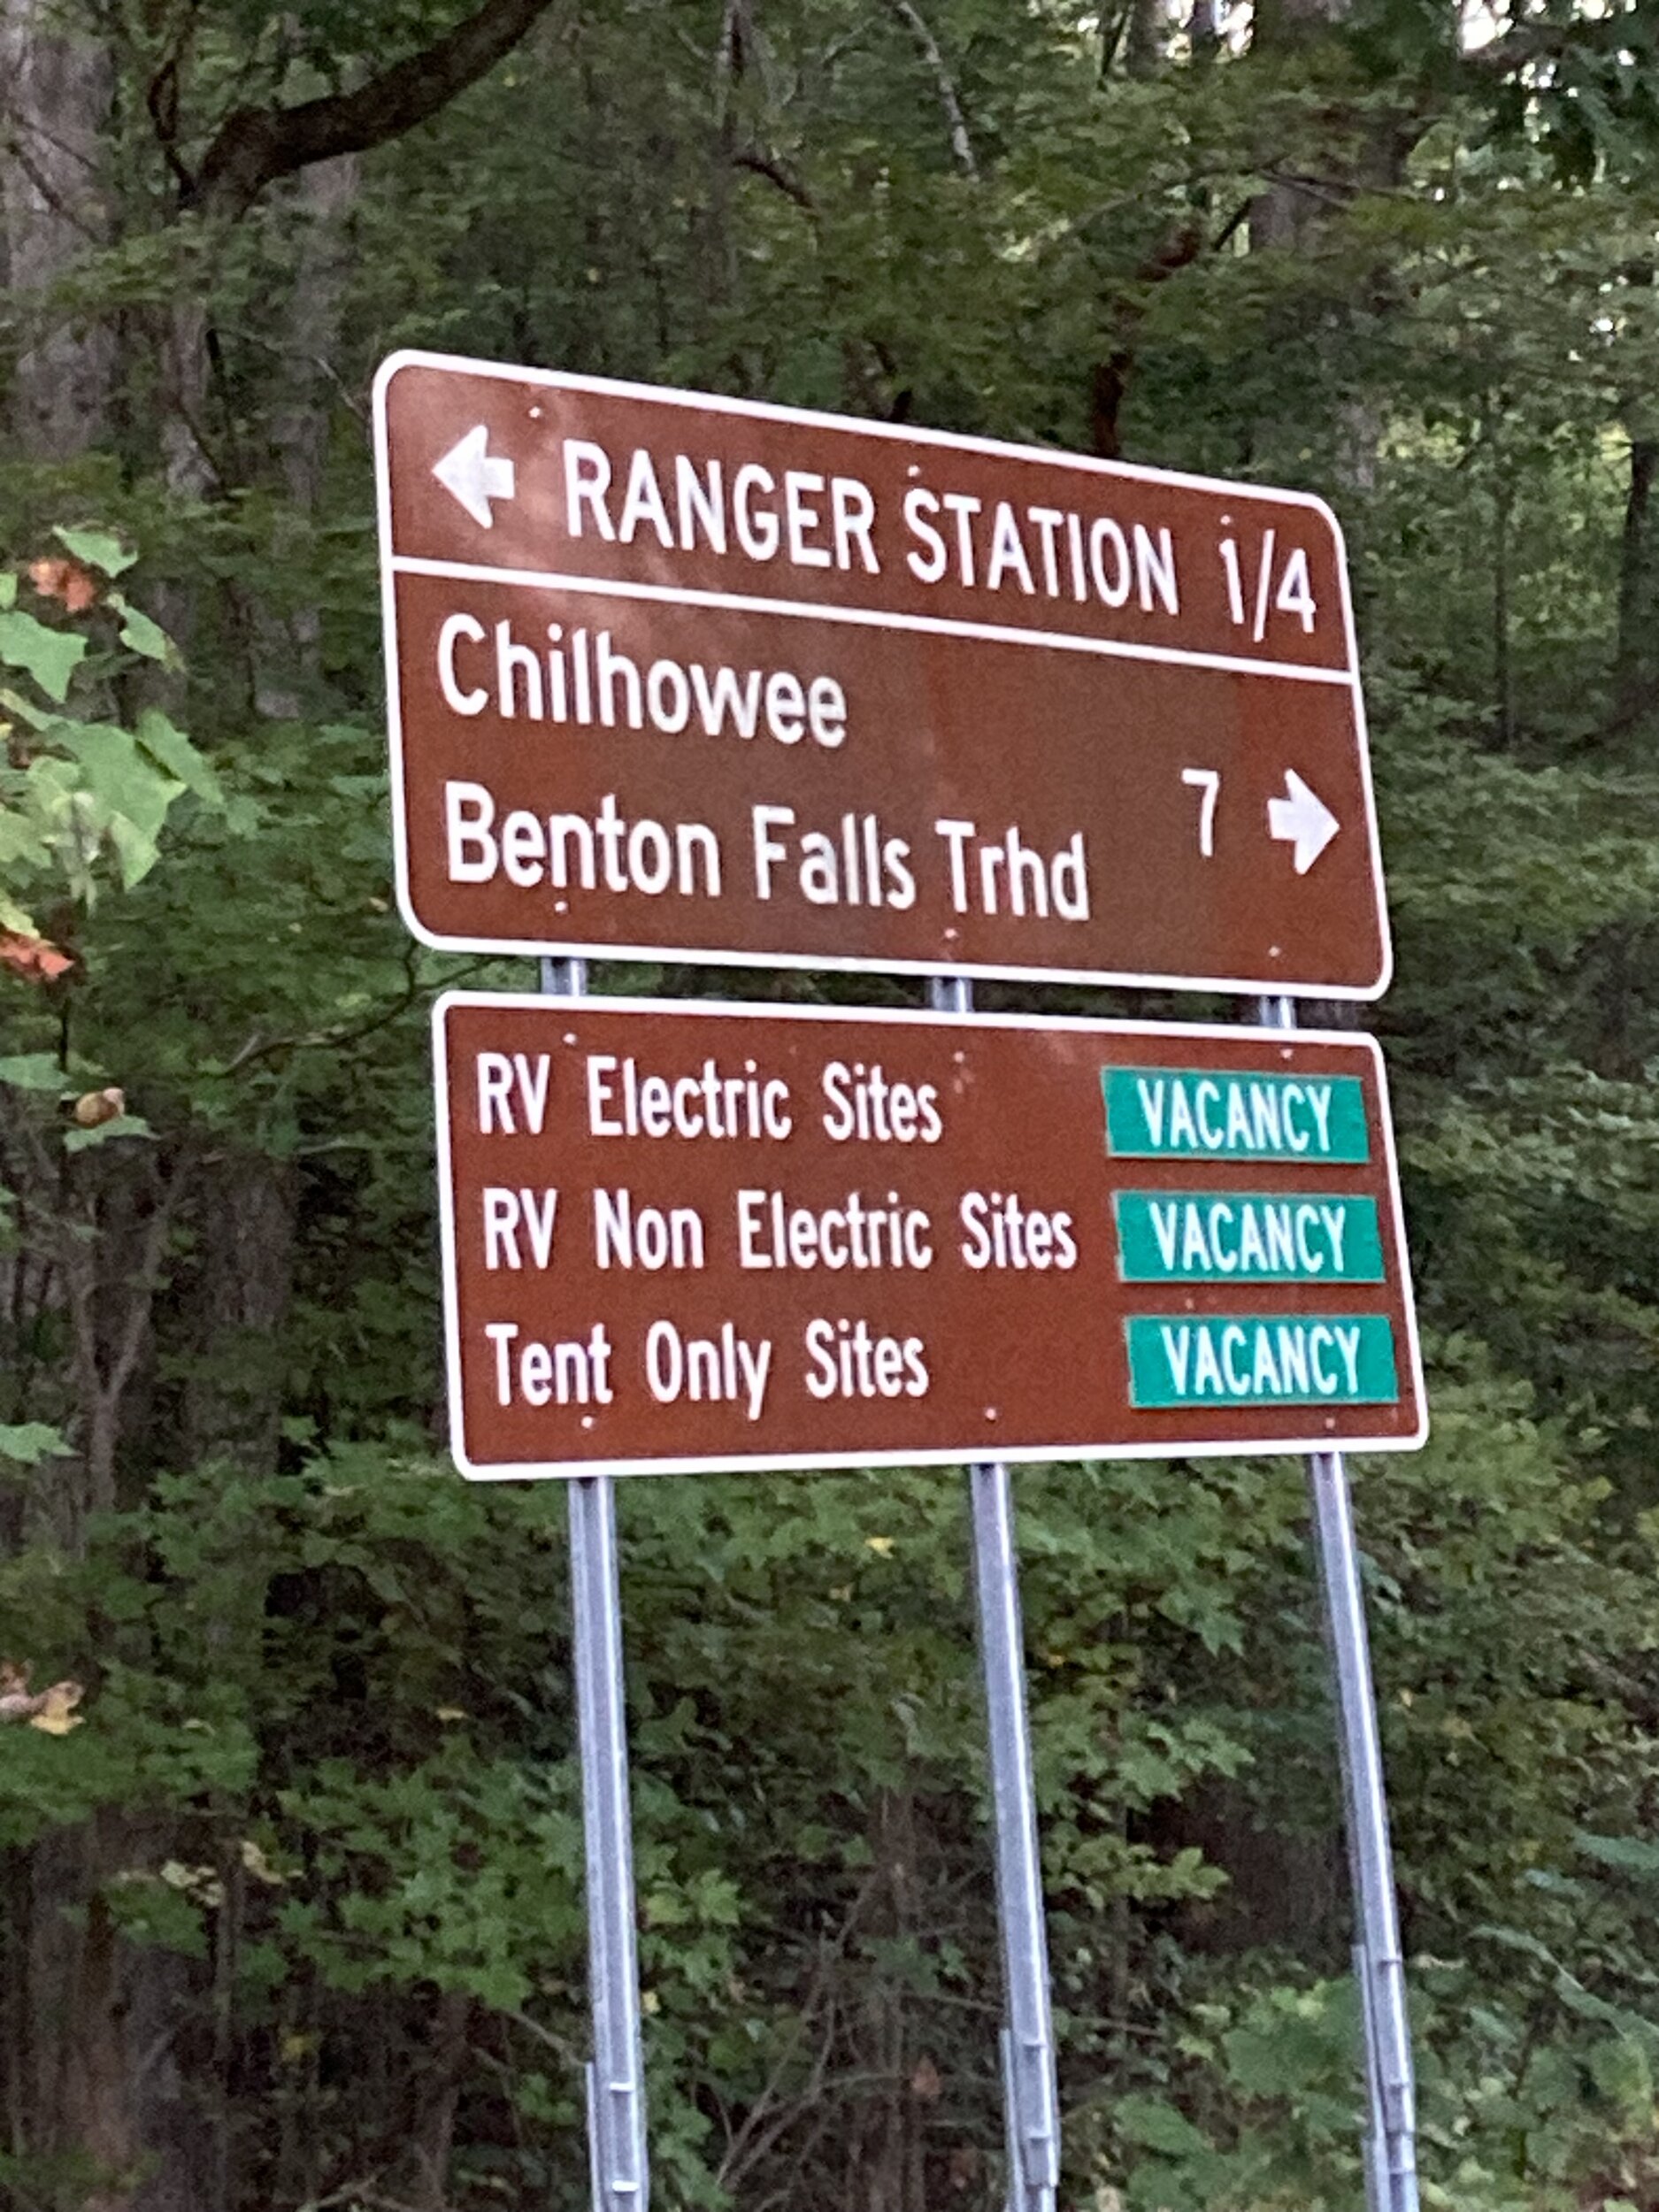 RANGER STATION 1/4
Chilhowee
Benton Falls Trhd 7
RV Electric Sites VACANCY
RV Non Electric Sites VACANCY
Tent Only Sites VACANCY